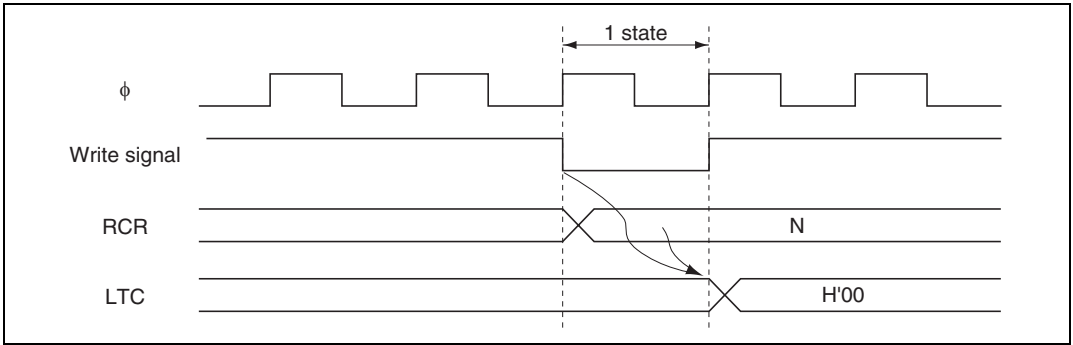 1 state
ϕ
Write signal
RCR
N
LTC
H'00